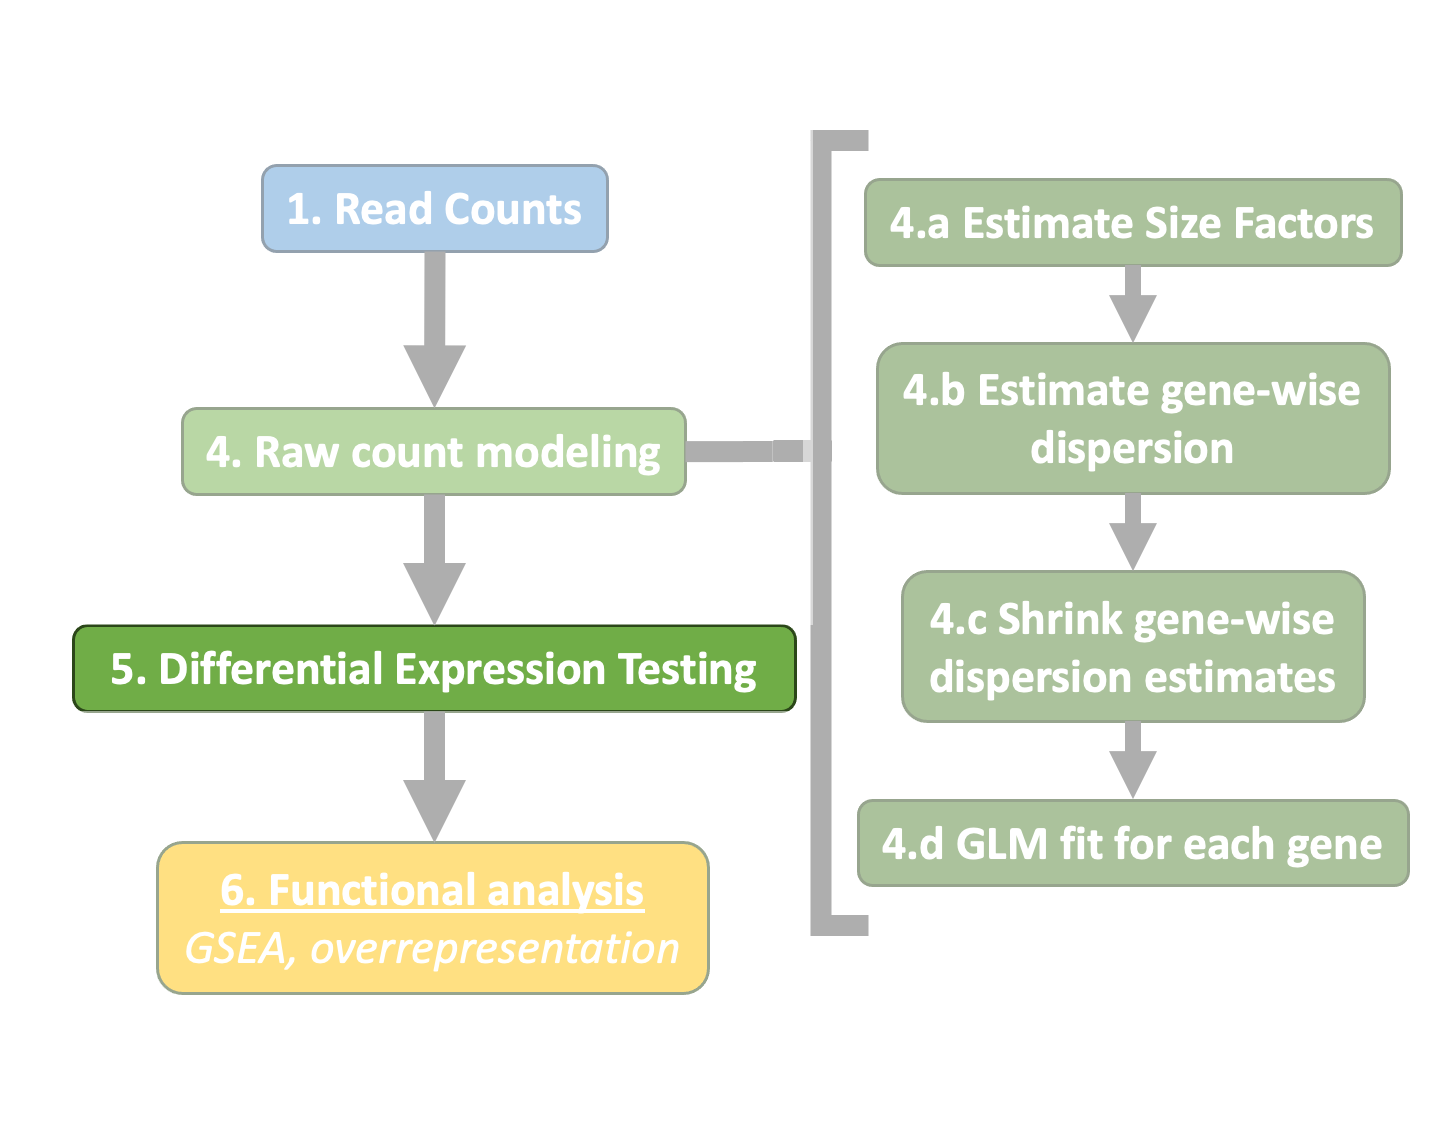 1. Read Counts
4. Raw count modeling
5. Differential Expression Testing
6. Functional analysis
GSEA, overrepresentation
4.a Estimate Size Factors
4.b Estimate gene-wise
dispersion
4.c Shrink gene-wise
dispersion estimates
4.d GLM fit for each gene